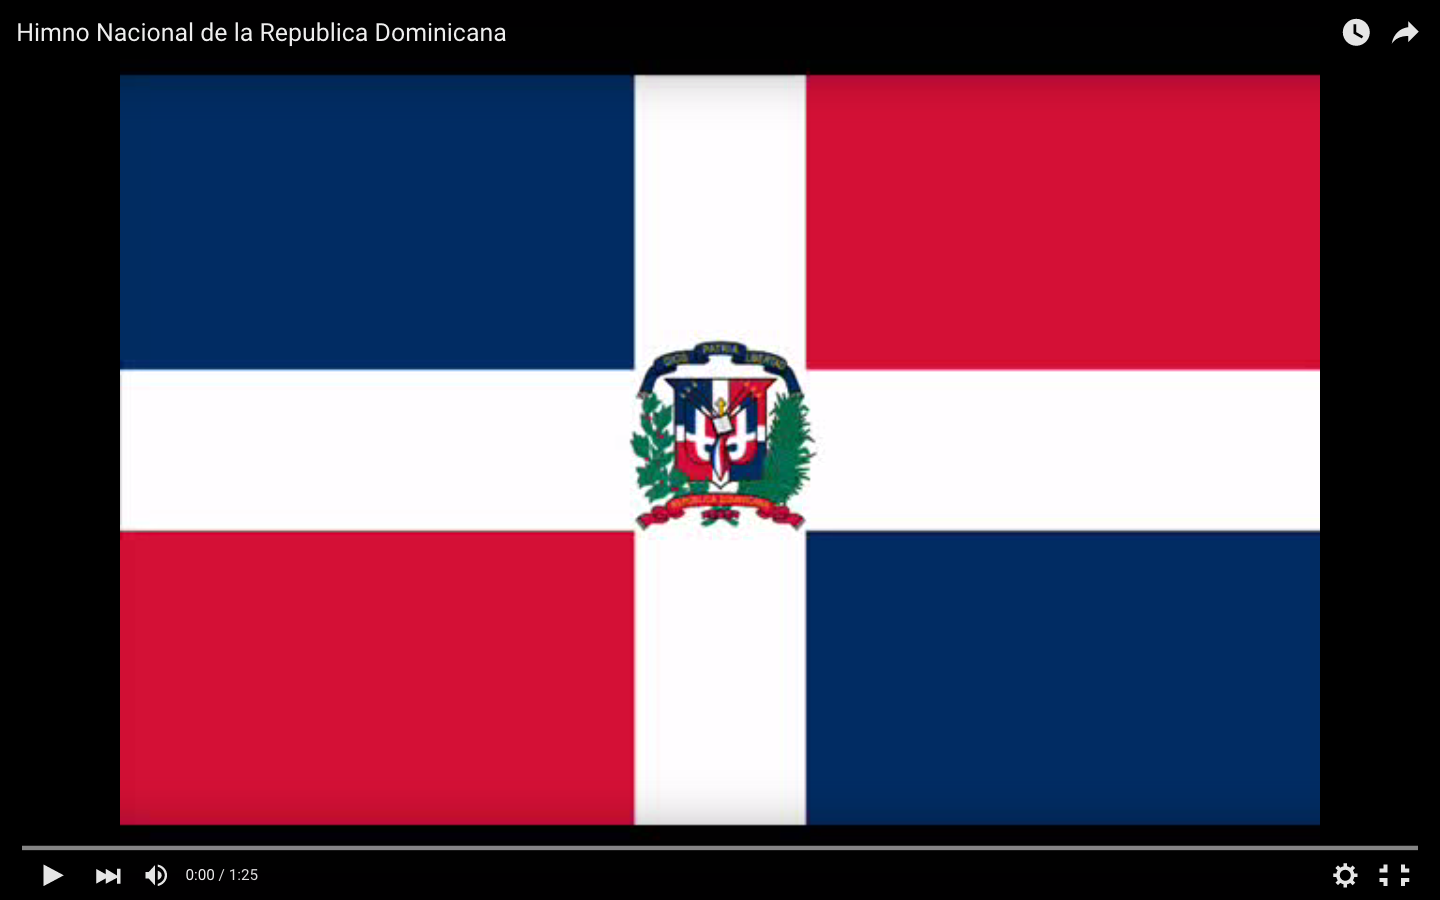 Himno Nacional de la Republica Dominicana
DIOS PATRIA LIBERTAD
REPUBLICA DOMINICANA
0:00 / 1:25